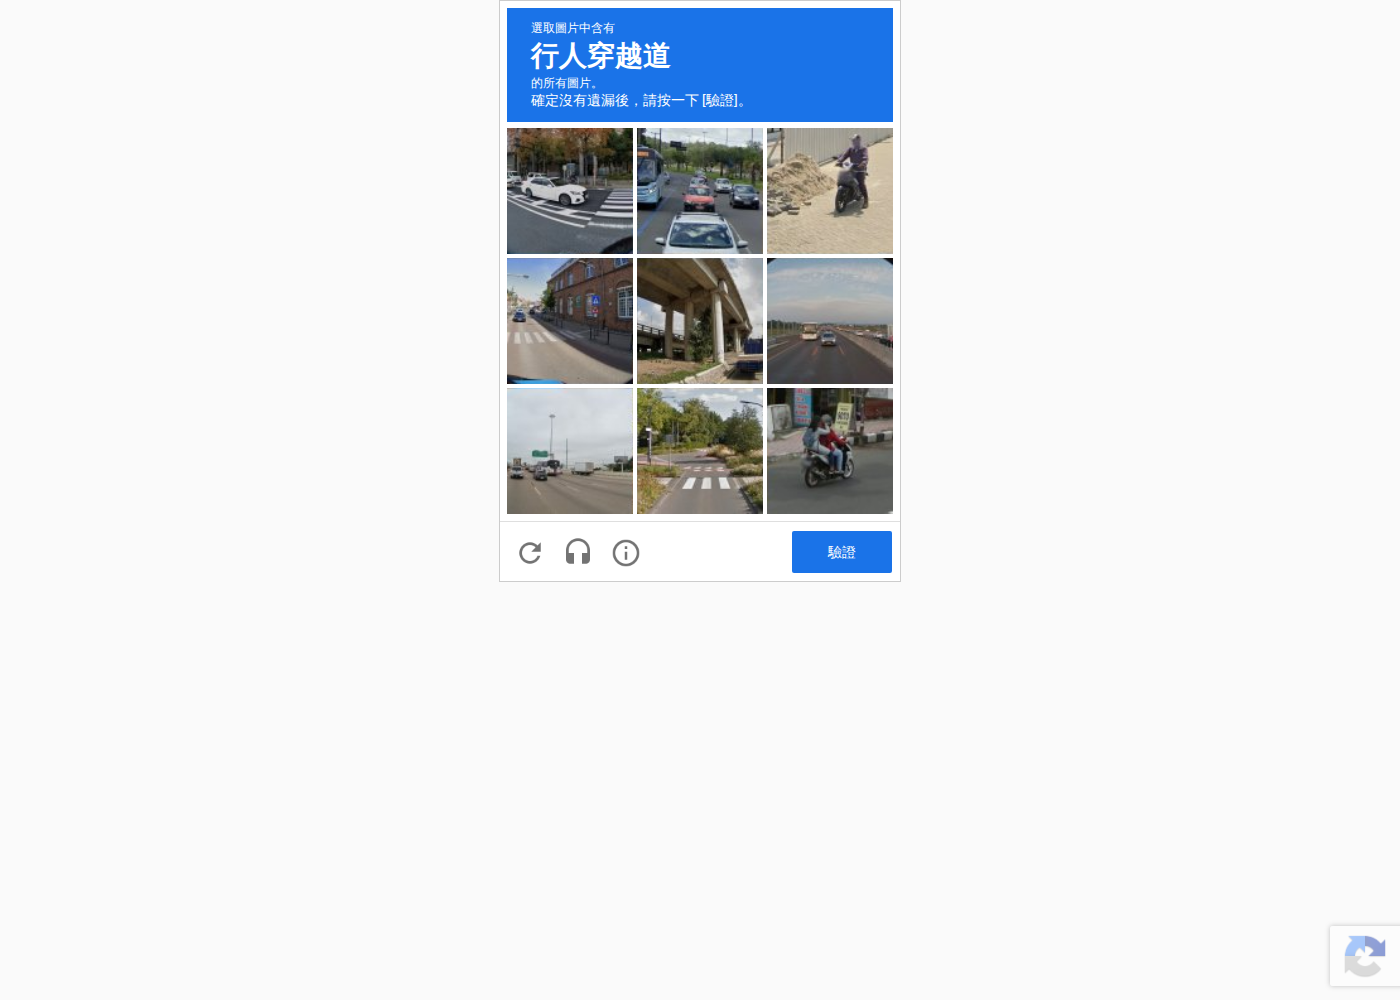 選取圖片中含有
行人穿越道
的所有圖片。
確定沒有遺漏後，請按一下 [驗證]。
驗證